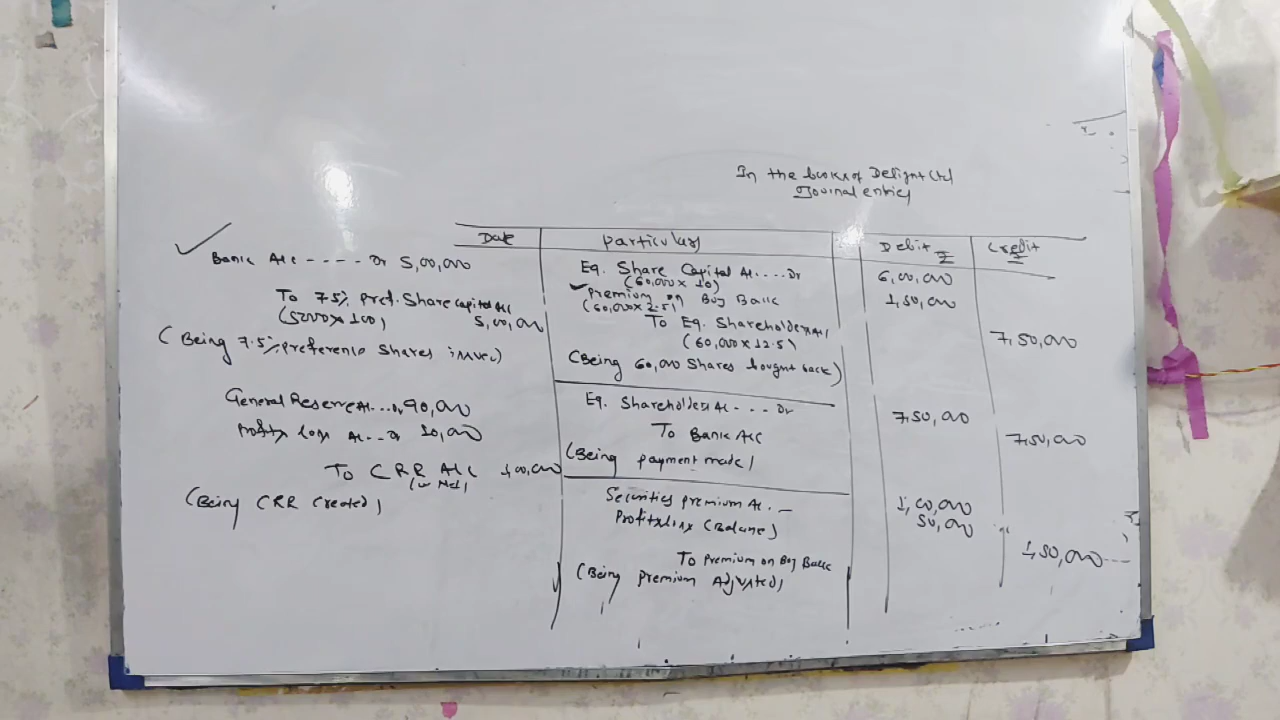 In the books of Delight Ltd
Journal entries
Date Particulars Debit ₹ Credit ₹
Bank A/c - - - - Dr 5,00,000
To 7.5% Pref. Share Capital A/c
(5000 x 100) 5,00,000
(Being 7.5% preference Shares issued)
General Reserve A/c ... Dr 90,000
Profit & loss A/c .. Dr 10,000
To CRR A/c 1,00,000
(Being CRR Created)
Eq. Share Capital A/c .... Dr 6,00,000
(60,000 x 10)
Premium on Buy Back 1,50,000
(60,000 x 2.5)
To Eq. Shareholders A/c 7,50,000
(60,000 x 12.5)
(Being 60,000 Shares bought back)
Eq. Shareholders A/c - . . . Dr 7,50,000
To Bank A/c 7,50,000
(Being payment made)
Securities premium A/c. - 1,00,000
Profit & loss (Balance) 50,000
To Premium on Buy Back 1,50,000
(Being premium Adjusted)